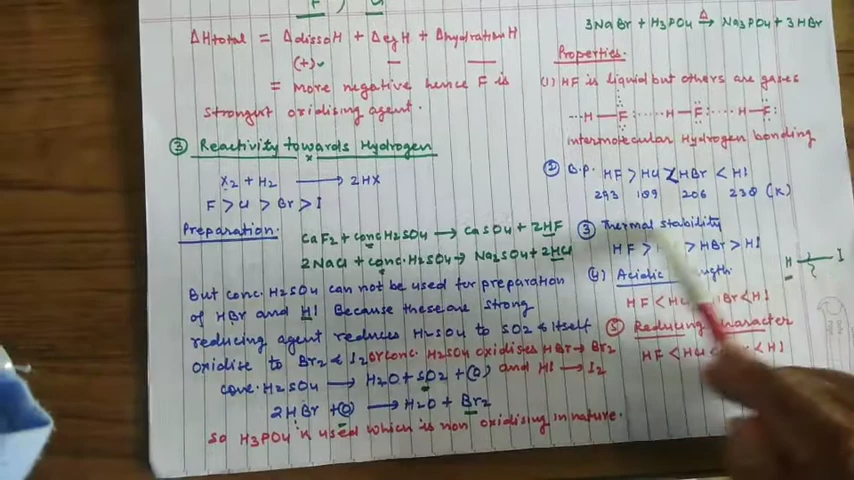 ΔHtotal = ΔdissoH + ΔegH + ΔhydrationH
(+) — —
= more negative hence F is
strongest oxidising agent.
③ Reactivity towards Hydrogen
X2 + H2 ⟶ 2HX
F > Cl > Br > I
Preparation.
CaF2 + conc H2SO4 ⟶ CaSO4 + 2HF
2NaCl + conc. H2SO4 ⟶ Na2SO4 + 2HCl
But conc. H2SO4 can not be used for preparation
of HBr and HI Because these are strong
reducing agent reduces H2SO4 to SO2 & itself
oxidise to Br2 & I2 or conc. H2SO4 oxidises HBr → Br2
conc. H2SO4 ⟶ H2O + SO2 + (O) and HI ⟶ I2
2HBr + (O) ⟶ H2O + Br2
So H3PO4 is used which is non oxidising in nature.
3NaBr + H3PO4 →Δ Na3PO4 + 3HBr
Properties.
(1) HF is liquid but others are gases
---H—F:·····H—F:·····H—F:
intermolecular Hydrogen bonding
② B.P. HF > HCl < HBr < HI
293 189 206 238 (K)
③ Thermal stability
HF > > HBr > HI
H — I
(4) Acidic
HF < HCl Br < HI
⑤ Reducing character
HF < HCl < < HI